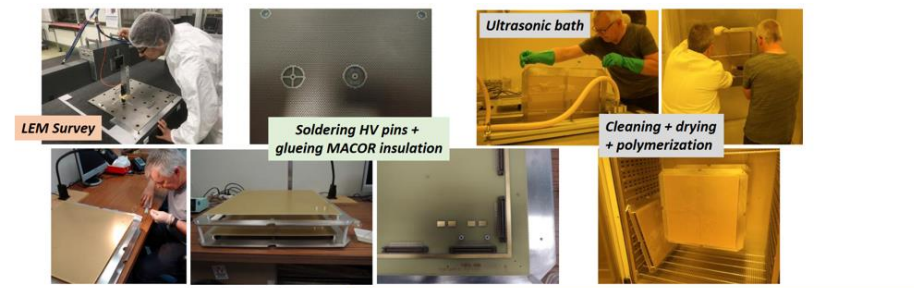 Ultrasonic bath
LEM Survey
Soldering HV pins +
glueing MACOR insulation
Cleaning + drying
+ polymerization